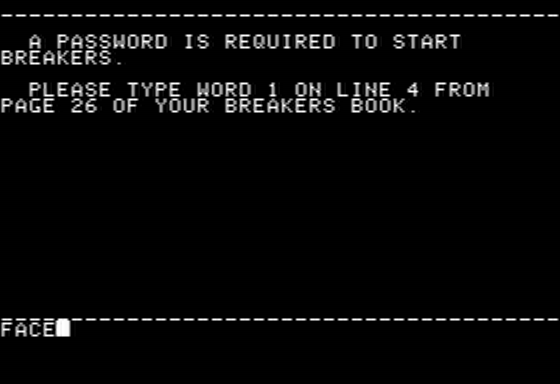 A PASSWORD IS REQUIRED TO START
BREAKERS.
PLEASE TYPE WORD 1 ON LINE 4 FROM
PAGE 26 OF YOUR BREAKERS BOOK.
FACE